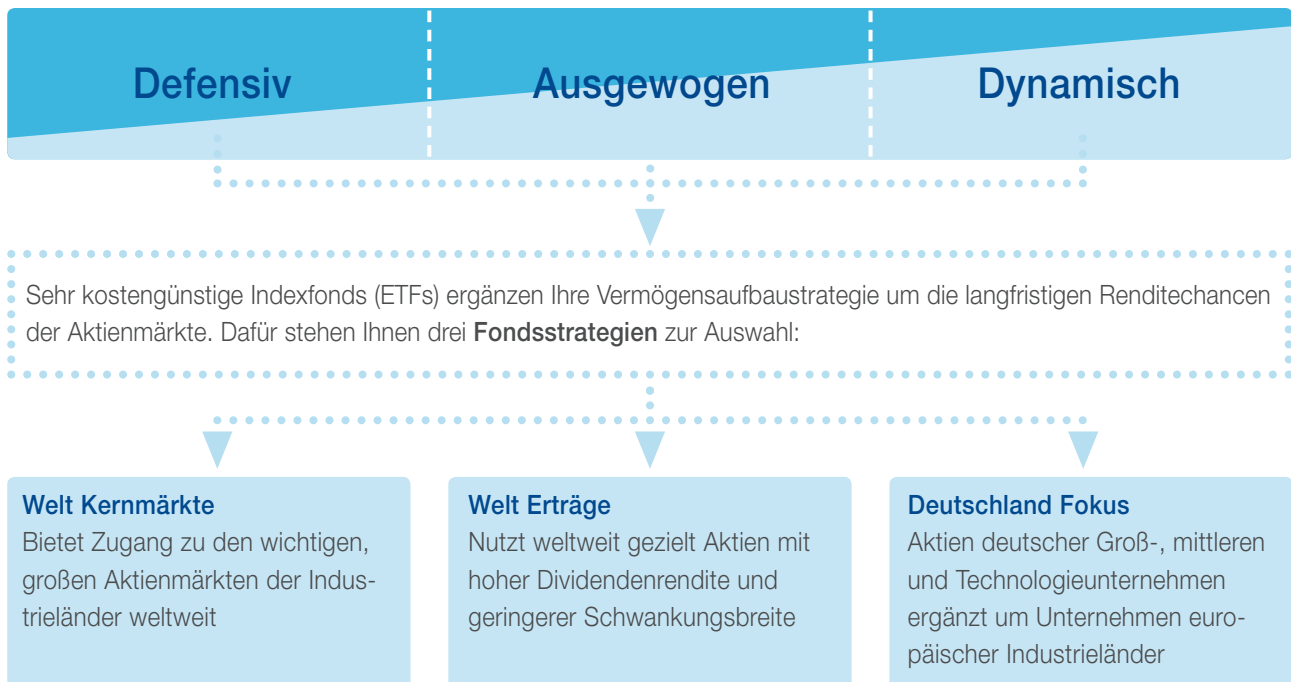 Defensiv
Ausgewogen
Dynamisch
Sehr kostengünstige Indexfonds (ETFs) ergänzen Ihre Vermögensaufbaustrategie um die langfristigen Renditechancen
der Aktienmärkte. Dafür stehen Ihnen drei Fondsstrategien zur Auswahl:
Welt Kernmärkte
Bietet Zugang zu den wichtigen,
großen Aktienmärkten der Indus-
trieländer weltweit
Welt Erträge
Nutzt weltweit gezielt Aktien mit
hoher Dividendenrendite und
geringerer Schwankungsbreite
Deutschland Fokus
Aktien deutscher Groß-, mittleren
und Technologieunternehmen
ergänzt um Unternehmen euro-
päischer Industrieländer